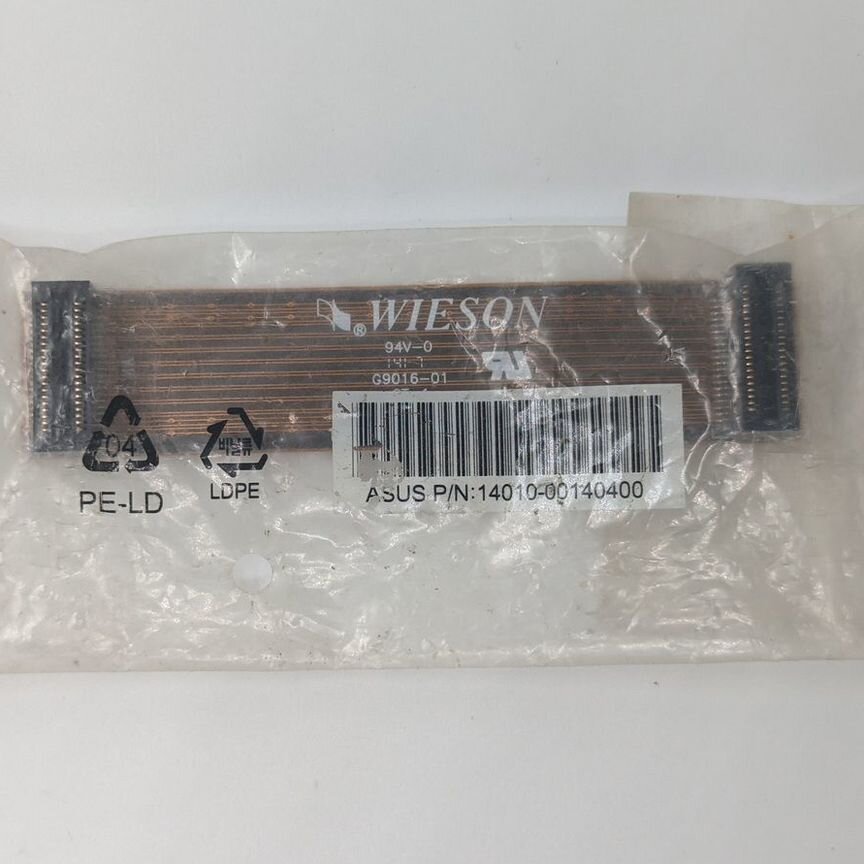 WIESON
®
94V-0
G9016-01
ASUS P/N:14010-00140400
04
PE-LD
비닐류
LDPE